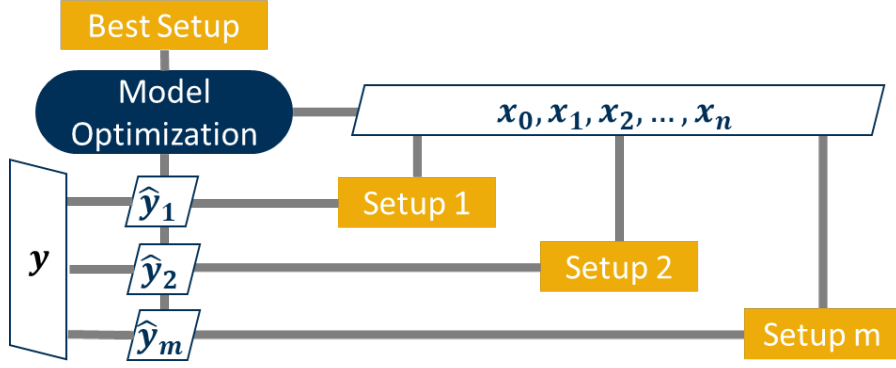 Best Setup
Model
Optimization
x₀, x₁, x₂, … , xₙ
ŷ₁
Setup 1
y
ŷ₂
Setup 2
ŷₘ
Setup m